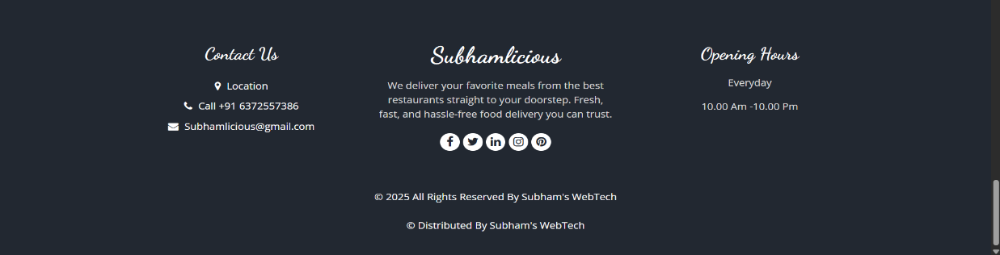 Contact Us
Location
Call +91 6372557386
Subhamlicious@gmail.com
Subhamlicious
We deliver your favorite meals from the best
restaurants straight to your doorstep. Fresh,
fast, and hassle-free food delivery you can trust.
Opening Hours
Everyday
10.00 Am -10.00 Pm
© 2025 All Rights Reserved By Subham's WebTech
© Distributed By Subham's WebTech